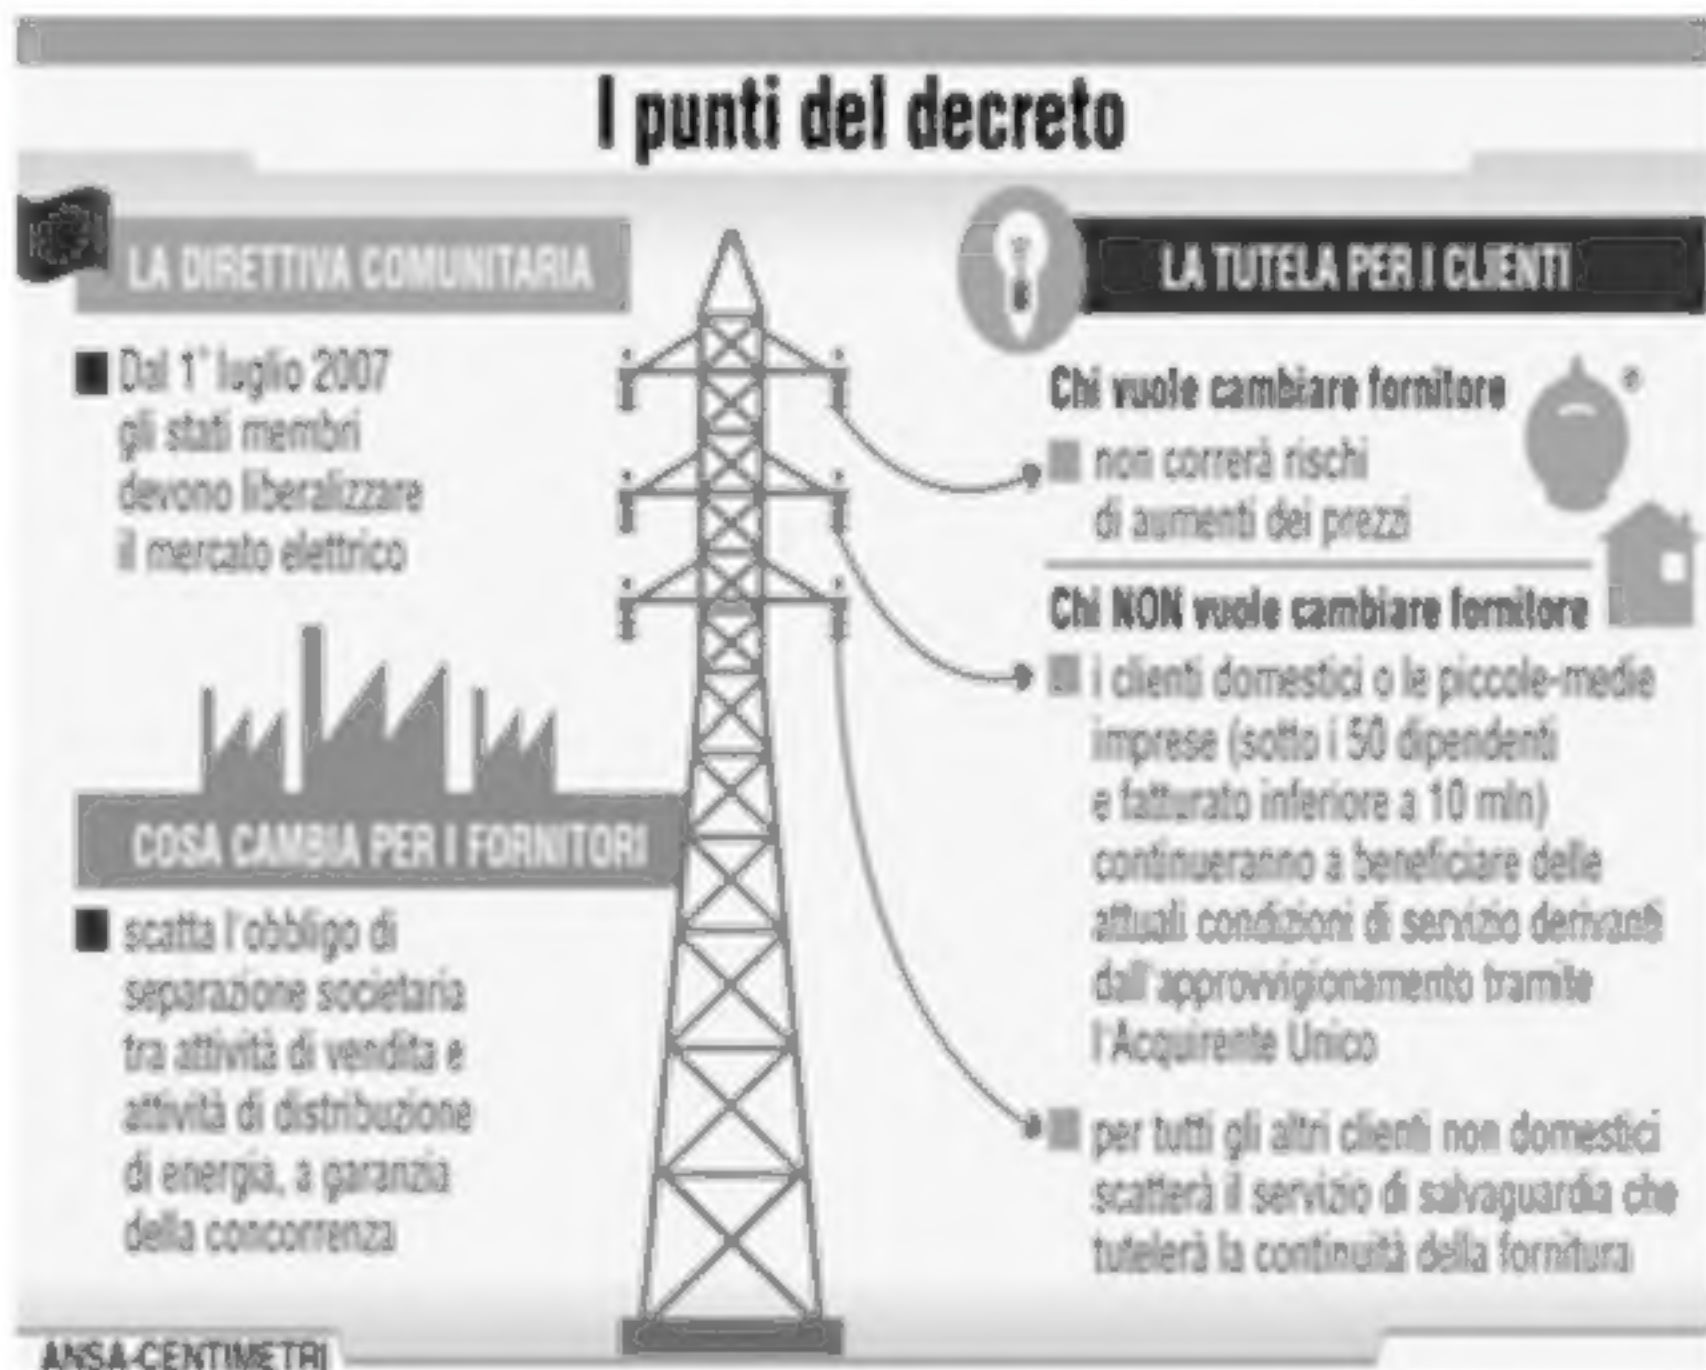 I punti del decreto
LA DIRETTIVA COMUNITARIA
Dal 1° luglio 2007
gli stati membri
devono liberalizzare
il mercato elettrico
COSA CAMBIA PER I FORNITORI
scatta l'obbligo di
separazione societaria
tra attività di vendita e
attività di distribuzione
di energia, a garanzia
della concorrenza
LA TUTELA PER I CLIENTI
Chi vuole cambiare fornitore
non correrà rischi
di aumenti dei prezzi
Chi NON vuole cambiare fornitore
i clienti domestici o le piccole-medie
imprese (sotto i 50 dipendenti
e fatturato inferiore a 10 mln)
continueranno a beneficiare delle
attuali condizioni di servizio derivanti
dall'approvvigionamento tramite
l'Acquirente Unico
per tutti gli altri clienti non domestici
scatterà il servizio di salvaguardia che
tutelerà la continuità della fornitura
ANSA-CENTIMETRI